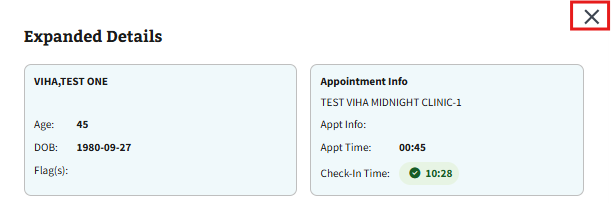 Expanded Details
VIHA,TEST ONE
Age: 45
DOB: 1980-09-27
Flag(s):
Appointment Info
TEST VIHA MIDNIGHT CLINIC-1
Appt Info:
Appt Time: 00:45
Check-In Time: 10:28